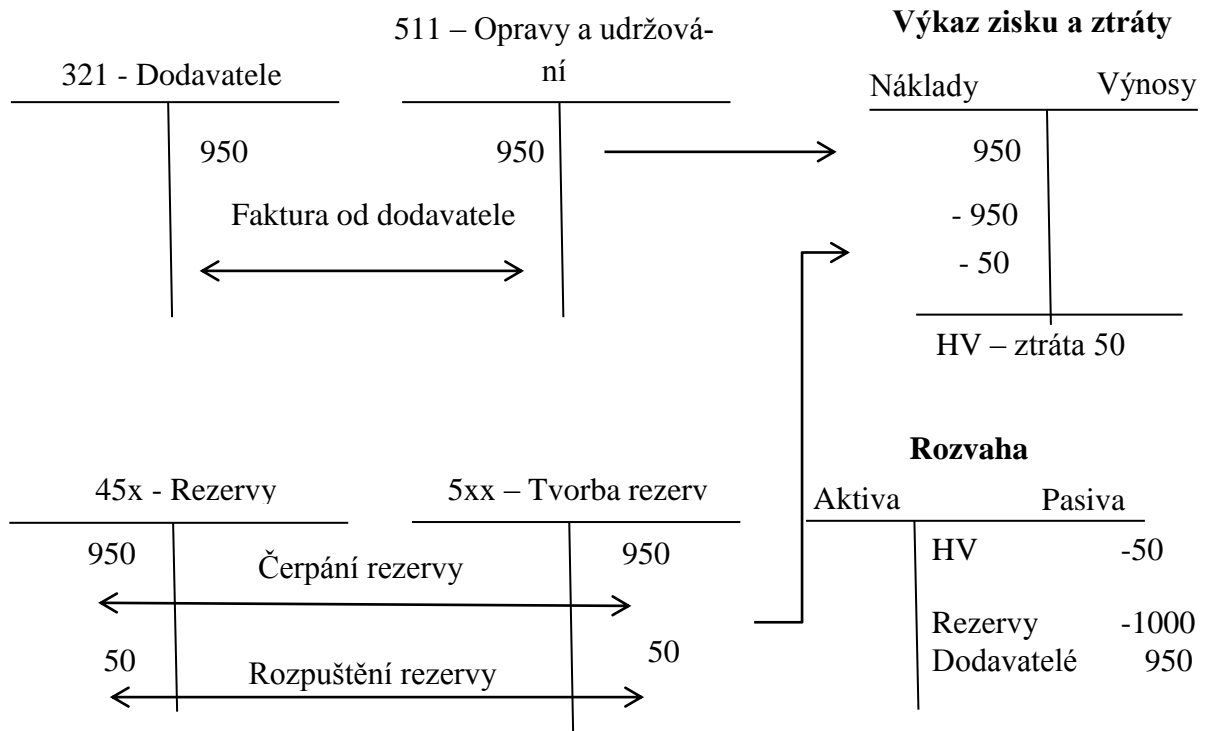 321 - Dodavatele
950
511 – Opravy a udržová-
ní
950
Faktura od dodavatele
Výkaz zisku a ztráty
Náklady Výnosy
950
- 950
- 50
HV – ztráta 50
45x - Rezervy
950
50
5xx – Tvorba rezerv
950
50
Čerpání rezervy
Rozpuštění rezervy
Rozvaha
Aktiva Pasiva
HV -50
Rezervy -1000
Dodavatelé 950